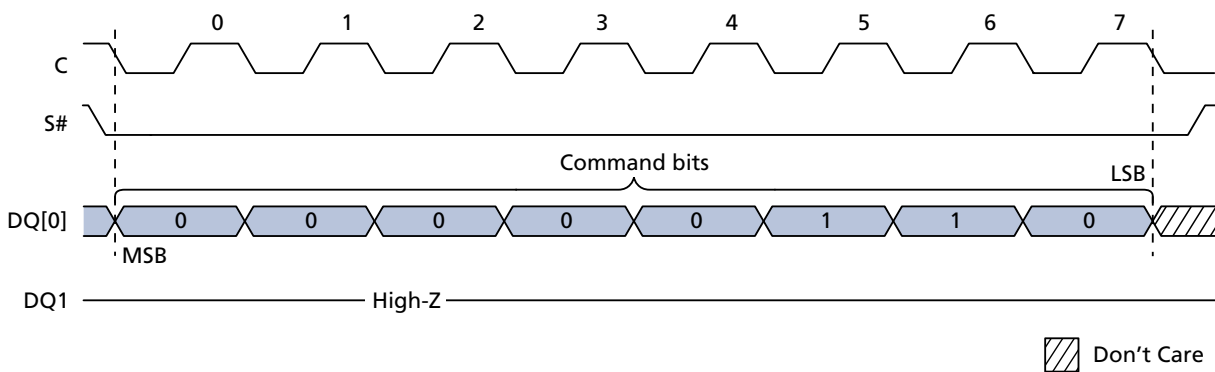 0 1 2 3 4 5 6 7
C
S#
Command bits
LSB
DQ[0] 0 0 0 0 0 1 1 0
MSB
DQ1 High-Z
Don't Care